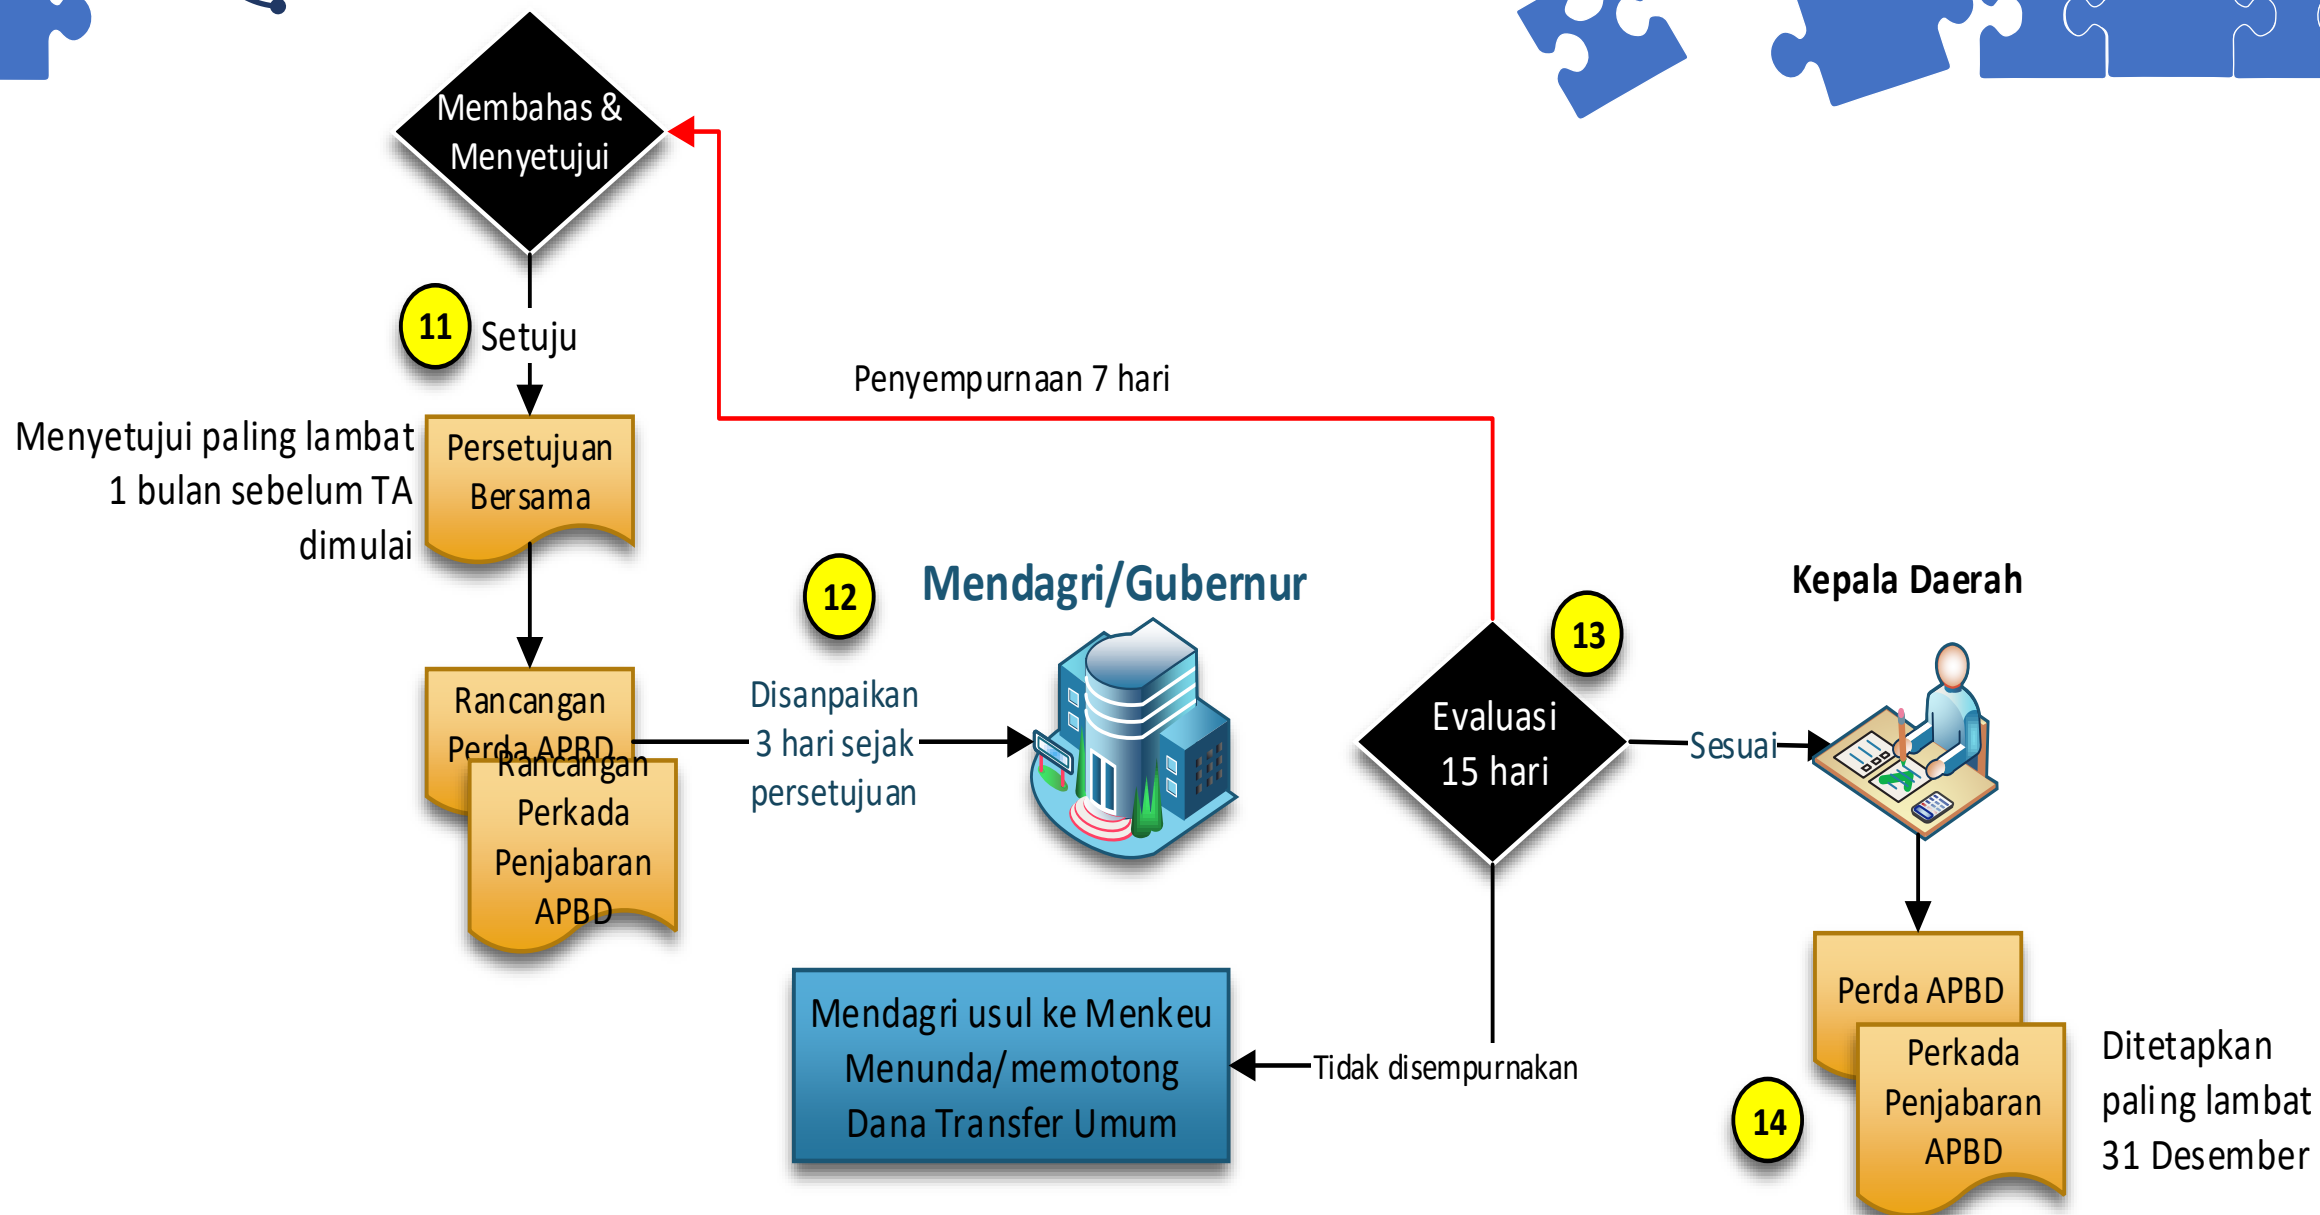 Membahas &
Menyetujui
11
Setuju
Penyempurnaan 7 hari
Menyetujui paling lambat
1 bulan sebelum TA
dimulai
Persetujuan
Bersama
12
Mendagri/Gubernur
13
Kepala Daerah
Rancangan
Perda APBD
Rancangan
Perkada
Penjabaran
APBD
Disanpaikan
3 hari sejak
persetujuan
Evaluasi
15 hari
Sesuai
Mendagri usul ke Menkeu
Menunda/memotong
Dana Transfer Umum
Tidak disempurnakan
Perda APBD
Perkada
Penjabaran
APBD
14
Ditetapkan
paling lambat
31 Desember